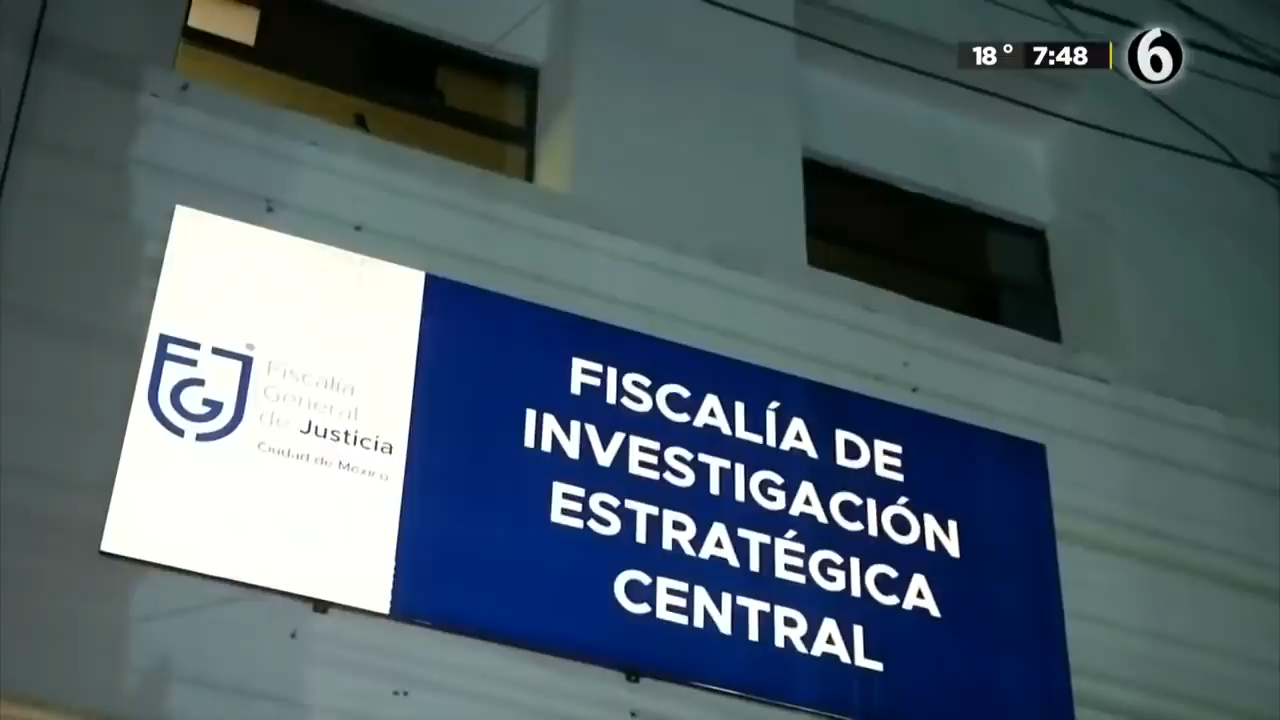 18° 7:48 6
FGJ
Fiscalía
General
de Justicia
Ciudad de México
FISCALÍA DE
INVESTIGACIÓN
ESTRATÉGICA
CENTRAL